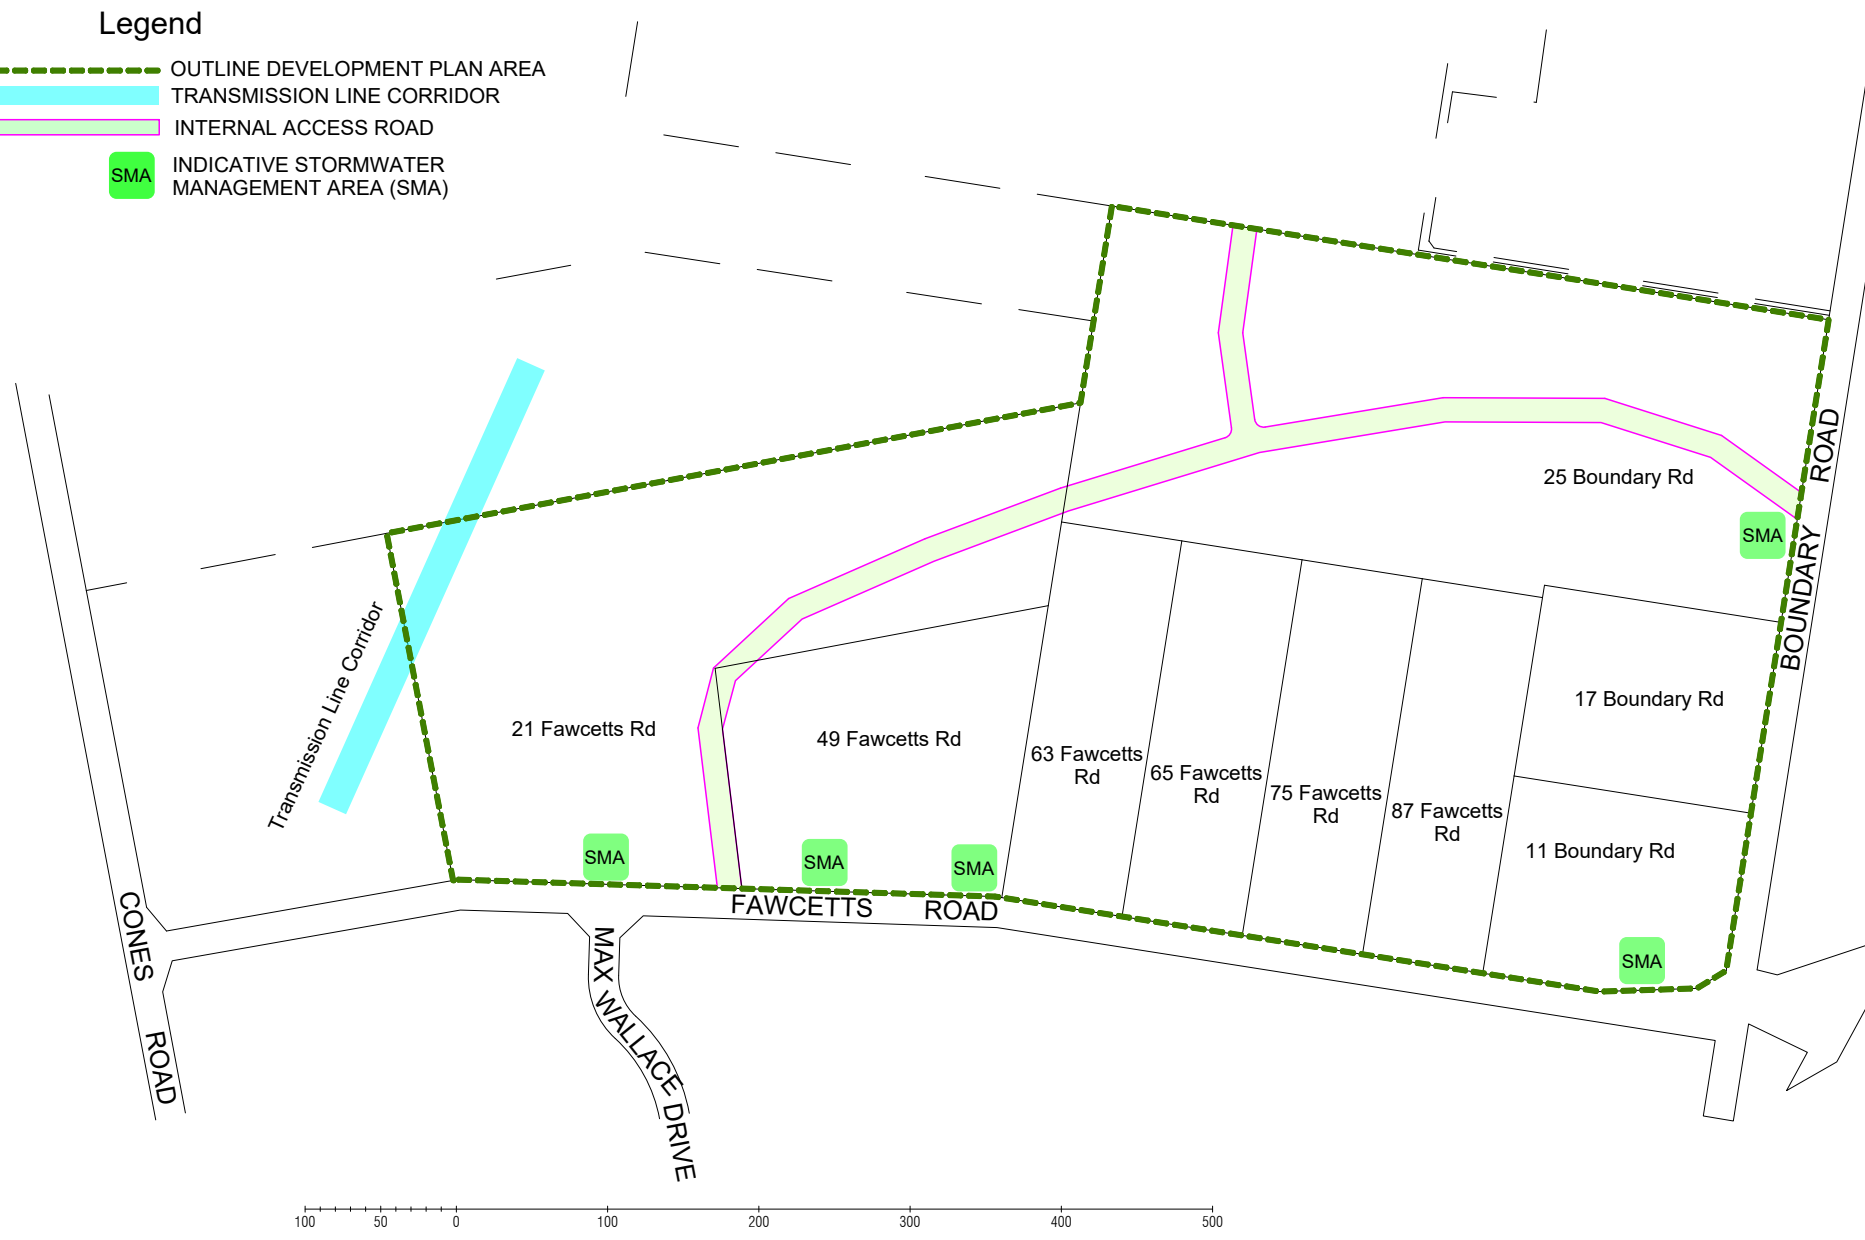 Legend
OUTLINE DEVELOPMENT PLAN AREA
TRANSMISSION LINE CORRIDOR
INTERNAL ACCESS ROAD
SMA
INDICATIVE STORMWATER
MANAGEMENT AREA (SMA)
25 Boundary Rd
SMA
BOUNDARY ROAD
Transmission Line Corridor
21 Fawcetts Rd
49 Fawcetts Rd
63 Fawcetts
Rd
65 Fawcetts
Rd
75 Fawcetts
Rd
87 Fawcetts
Rd
17 Boundary Rd
11 Boundary Rd
SMA
SMA
SMA
SMA
FAWCETTS ROAD
CONES ROAD
MAX WALLACE DRIVE
100 50 0 100 200 300 400 500